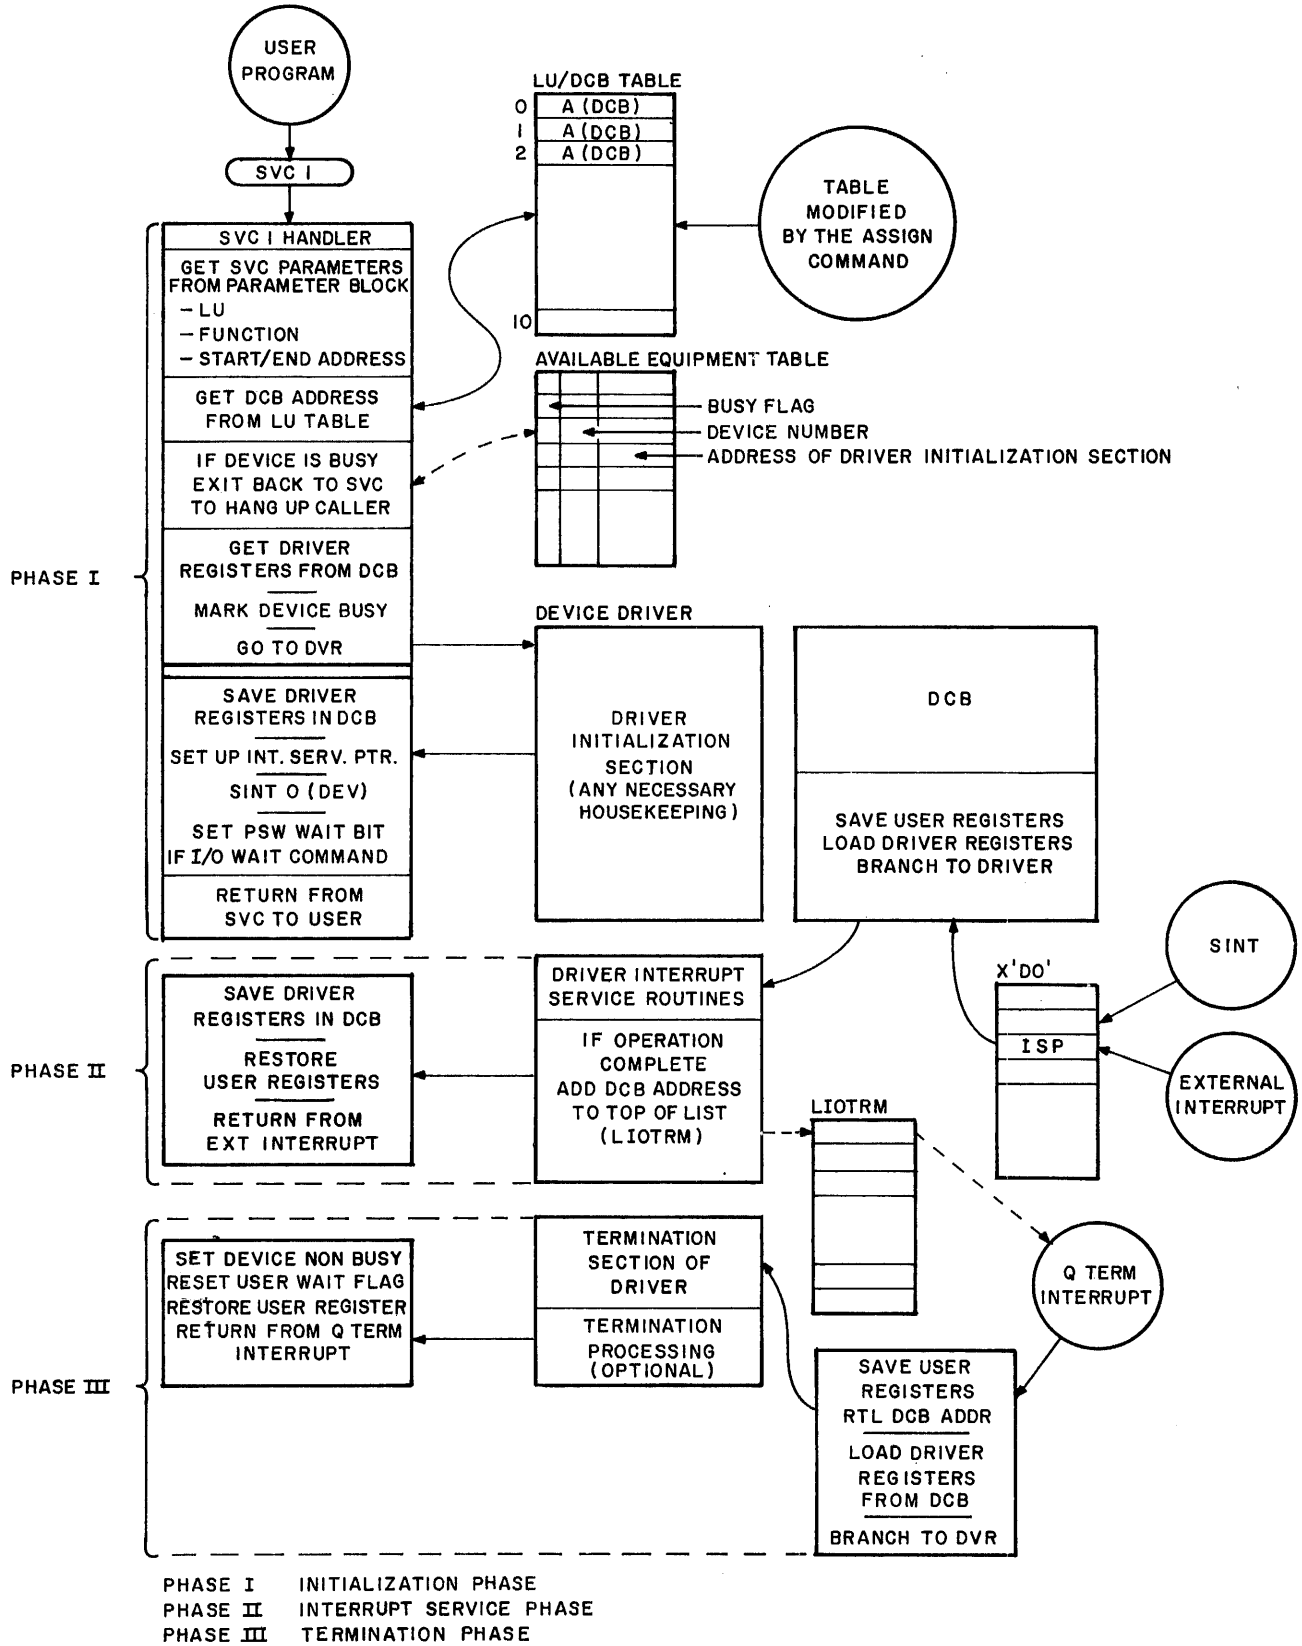 USER
PROGRAM
SVC I
LU/DCB TABLE
0 A (DCB)
1 A (DCB)
2 A (DCB)
10
TABLE
MODIFIED
BY THE ASSIGN
COMMAND
SVC I HANDLER
GET SVC PARAMETERS
FROM PARAMETER BLOCK
- LU
- FUNCTION
- START/END ADDRESS
GET DCB ADDRESS
FROM LU TABLE
IF DEVICE IS BUSY
EXIT BACK TO SVC
TO HANG UP CALLER
GET DRIVER
REGISTERS FROM DCB
MARK DEVICE BUSY
GO TO DVR
PHASE I
AVAILABLE EQUIPMENT TABLE
BUSY FLAG
DEVICE NUMBER
ADDRESS OF DRIVER INITIALIZATION SECTION
SAVE DRIVER
REGISTERS IN DCB
SET UP INT. SERV. PTR.
SINT O (DEV)
SET PSW WAIT BIT
IF I/O WAIT COMMAND
RETURN FROM
SVC TO USER
DEVICE DRIVER
DRIVER
INITIALIZATION
SECTION
(ANY NECESSARY
HOUSEKEEPING)
DCB
SAVE USER REGISTERS
LOAD DRIVER REGISTERS
BRANCH TO DRIVER
SINT
X'DO'
ISP
EXTERNAL
INTERRUPT
PHASE II
SAVE DRIVER
REGISTERS IN DCB
RESTORE
USER REGISTERS
RETURN FROM
EXT INTERRUPT
DRIVER INTERRUPT
SERVICE ROUTINES
IF OPERATION
COMPLETE
ADD DCB ADDRESS
TO TOP OF LIST
(LIOTRM)
LIOTRM
Q TERM
INTERRUPT
PHASE III
SET DEVICE NON BUSY
RESET USER WAIT FLAG
RESTORE USER REGISTER
RETURN FROM Q TERM
INTERRUPT
TERMINATION
SECTION OF
DRIVER
TERMINATION
PROCESSING
(OPTIONAL)
SAVE USER
REGISTERS
RTL DCB ADDR
LOAD DRIVER
REGISTERS
FROM DCB
BRANCH TO DVR
PHASE I INITIALIZATION PHASE
PHASE II INTERRUPT SERVICE PHASE
PHASE III TERMINATION PHASE